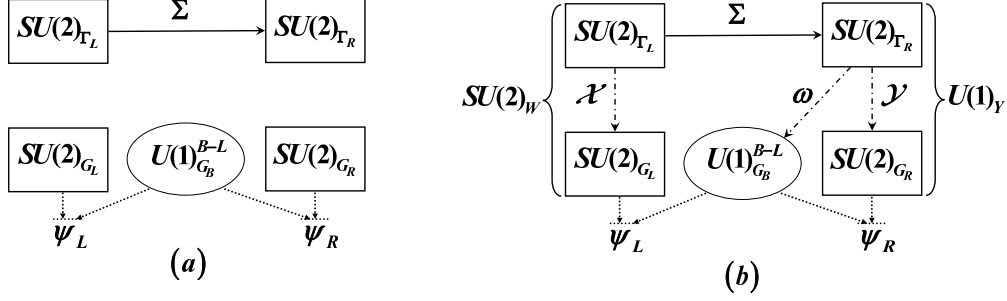 Σ Σ
SU(2)_{Γ_L} SU(2)_{Γ_R} SU(2)_{Γ_L} SU(2)_{Γ_R}
SU(2)_W 𝒳 ω 𝒴 U(1)_Y
SU(2)_{G_L} U(1)_{G_B}^{B−L} SU(2)_{G_R} SU(2)_{G_L} U(1)_{G_B}^{B−L} SU(2)_{G_R}
ψ_L ψ_R ψ_L ψ_R
(a) (b)